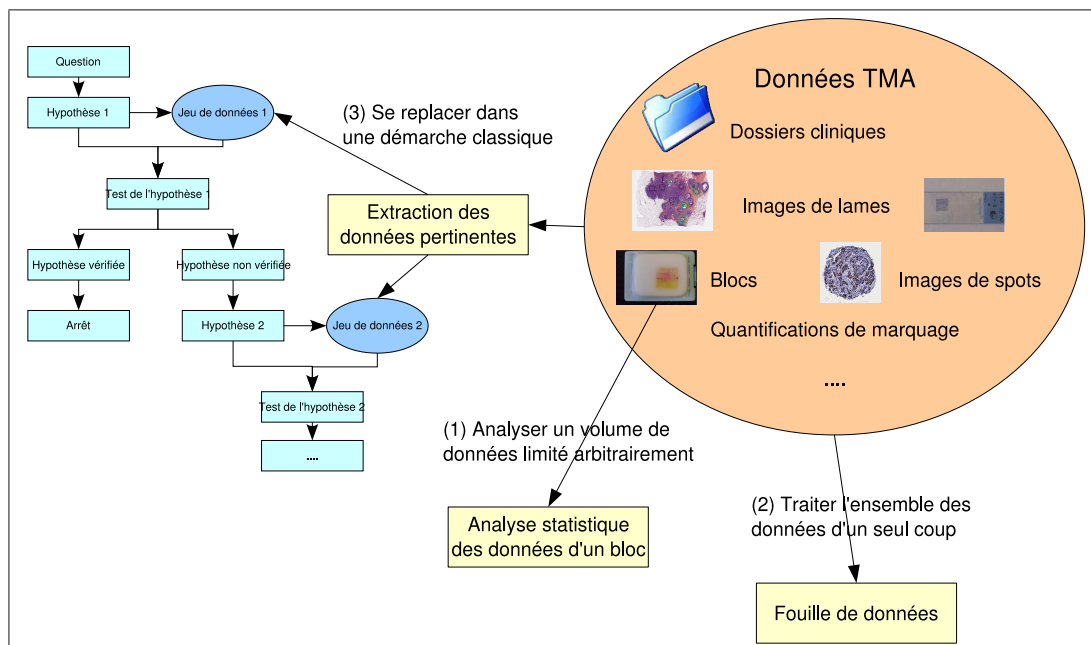 Question
Hypothèse 1
Jeu de données 1
Test de l'hypothèse 1
Hypothèse vérifiée
Hypothèse non vérifiée
Arrêt
Hypothèse 2
Jeu de données 2
Test de l'hypothèse 2
....
(3) Se replacer dans
une démarche classique
Extraction des
données pertinentes
Données TMA
Dossiers cliniques
Images de lames
Blocs
Images de spots
Quantifications de marquage
....
(1) Analyser un volume de
données limité arbitrairement
Analyse statistique
des données d'un bloc
(2) Traiter l'ensemble des
données d'un seul coup
Fouille de données